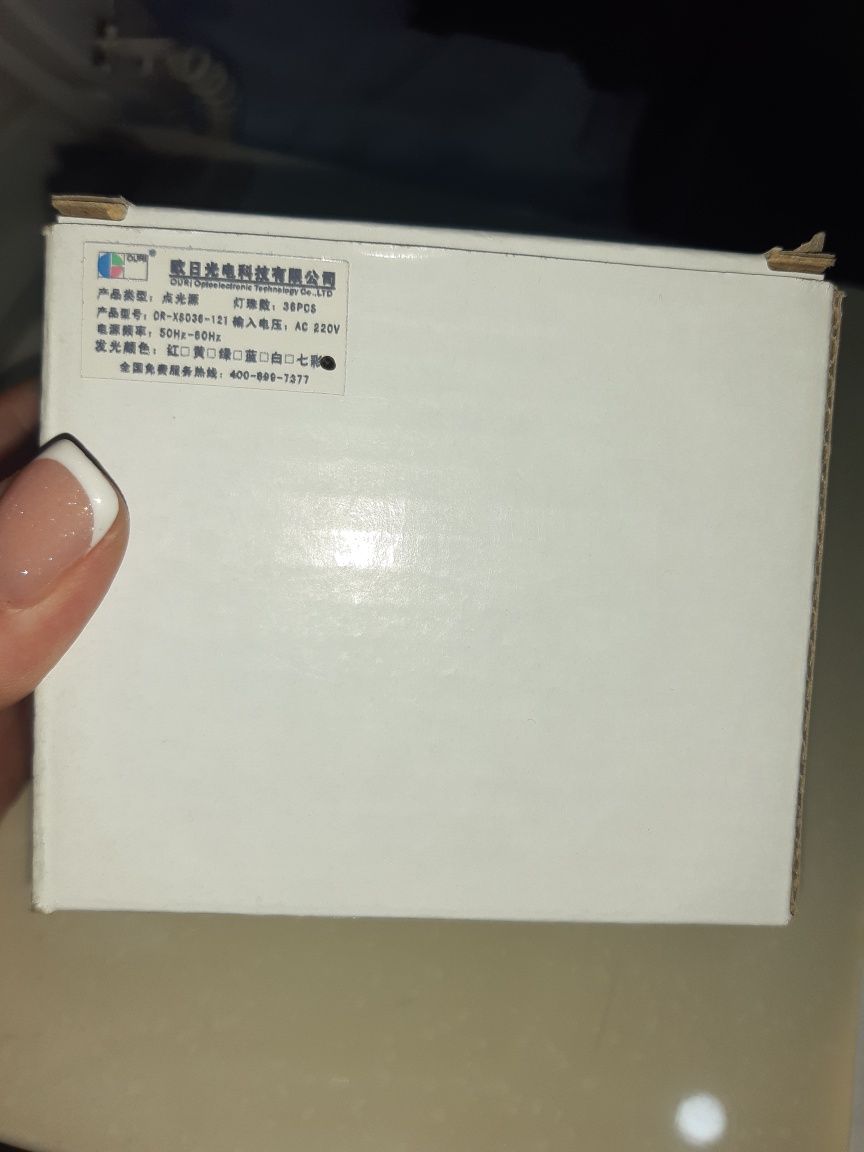 OURi®
欧日光电科技有限公司
OURi Optoelectronic Technology Co.,LTD
产品类型：点光源 灯珠数：36PCS
产品型号：OR-XS036-121 输入电压：AC 220V
电源频率：50Hz-60Hz
发光颜色：红□黄□绿□蓝□白□七彩
全国免费服务热线：400-699-7377